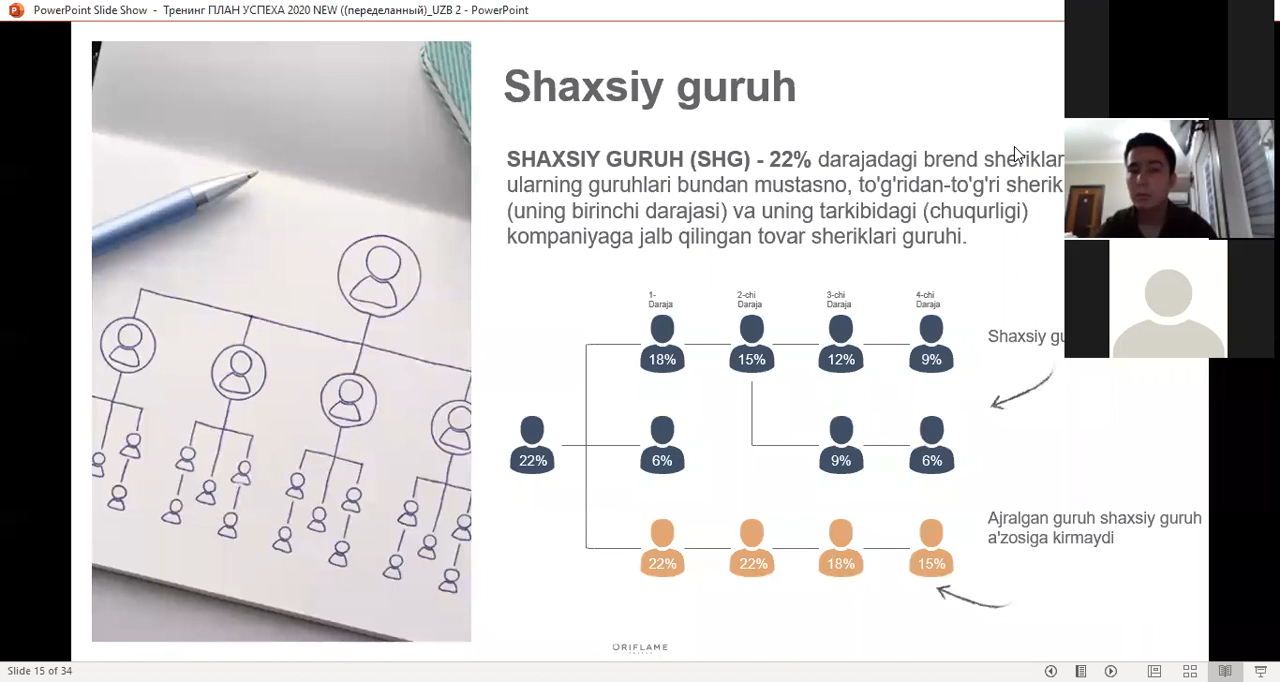 PowerPoint Slide Show - Тренинг ПЛАН УСПЕХА 2020 NEW ((переделанный)_UZB 2 - PowerPoint
Shaxsiy guruh
SHAXSIY GURUH (SHG) - 22% darajadagi brend sheriklar
ularning guruhlari bundan mustasno, to'g'ridan-to'g'ri sherik
(uning birinchi darajasi) va uning tarkibidagi (chuqurligi)
kompaniyaga jalb qilingan tovar sheriklari guruhi.
1-
Daraja
2-chi
Daraja
3-chi
Daraja
4-chi
Daraja
18% 15% 12% 9%
Shaxsiy
22% 6% 9% 6%
Ajralgan guruh shaxsiy guruh
a'zosiga kirmaydi
22% 22% 18% 15%
ORIFLAME
Slide 15 of 34